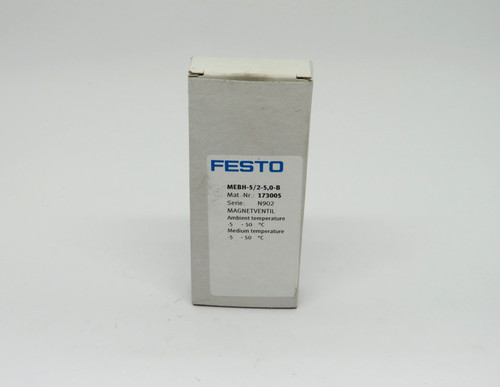 FESTO
MEBH-5/2-5,0-B
Mat. Nr.: 173005
Serie: N902
MAGNETVENTIL
Ambient temperature
-5 - 50 °C
Medium temperature
-5 - 50 °C